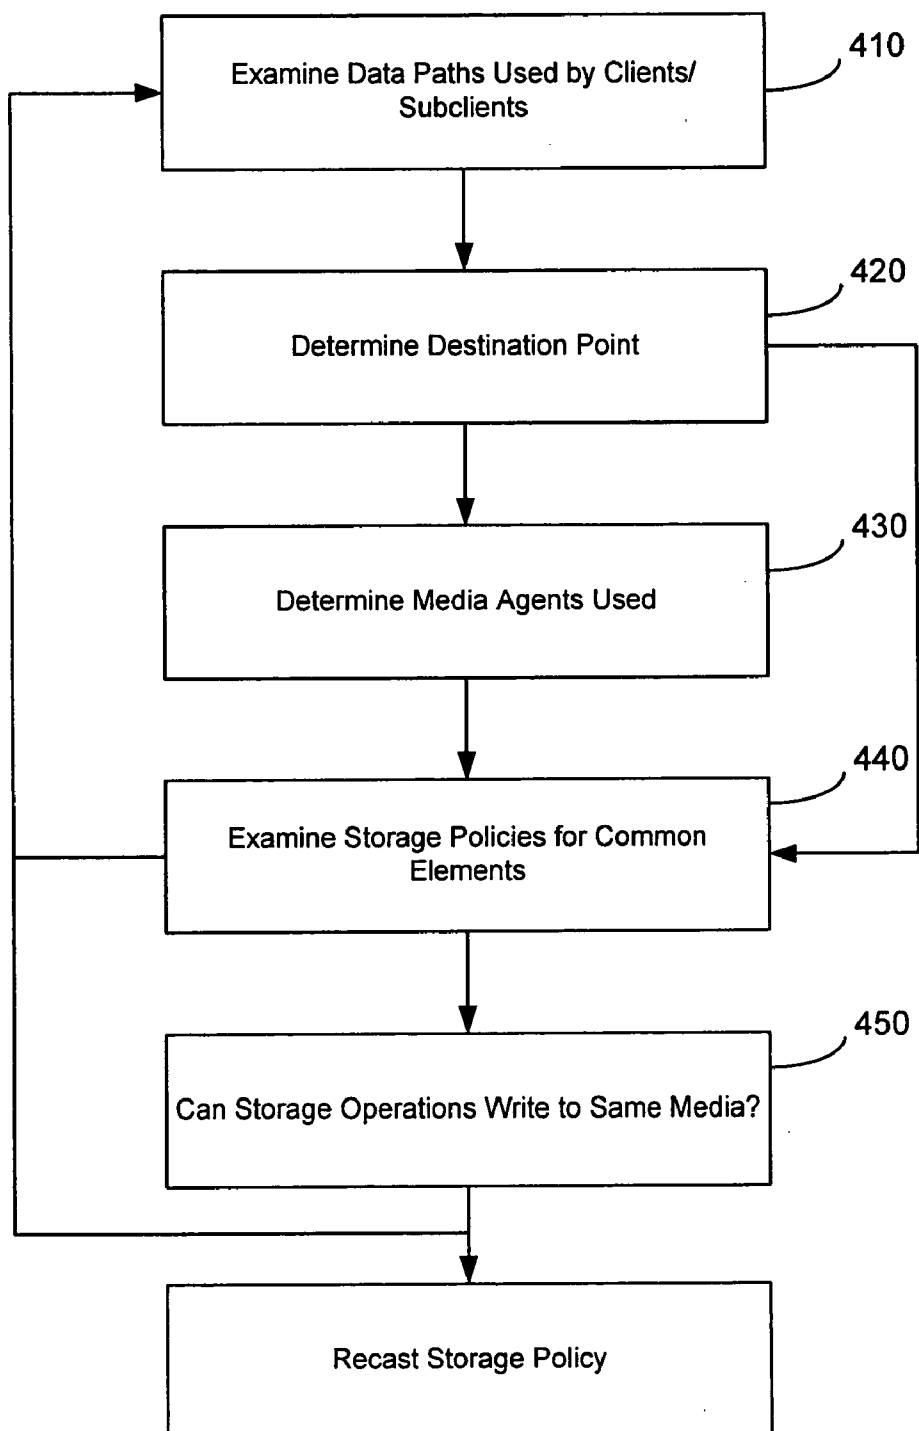 Examine Data Paths Used by Clients/
Subclients
410
Determine Destination Point
420
Determine Media Agents Used
430
Examine Storage Policies for Common
Elements
440
Can Storage Operations Write to Same Media?
450
Recast Storage Policy